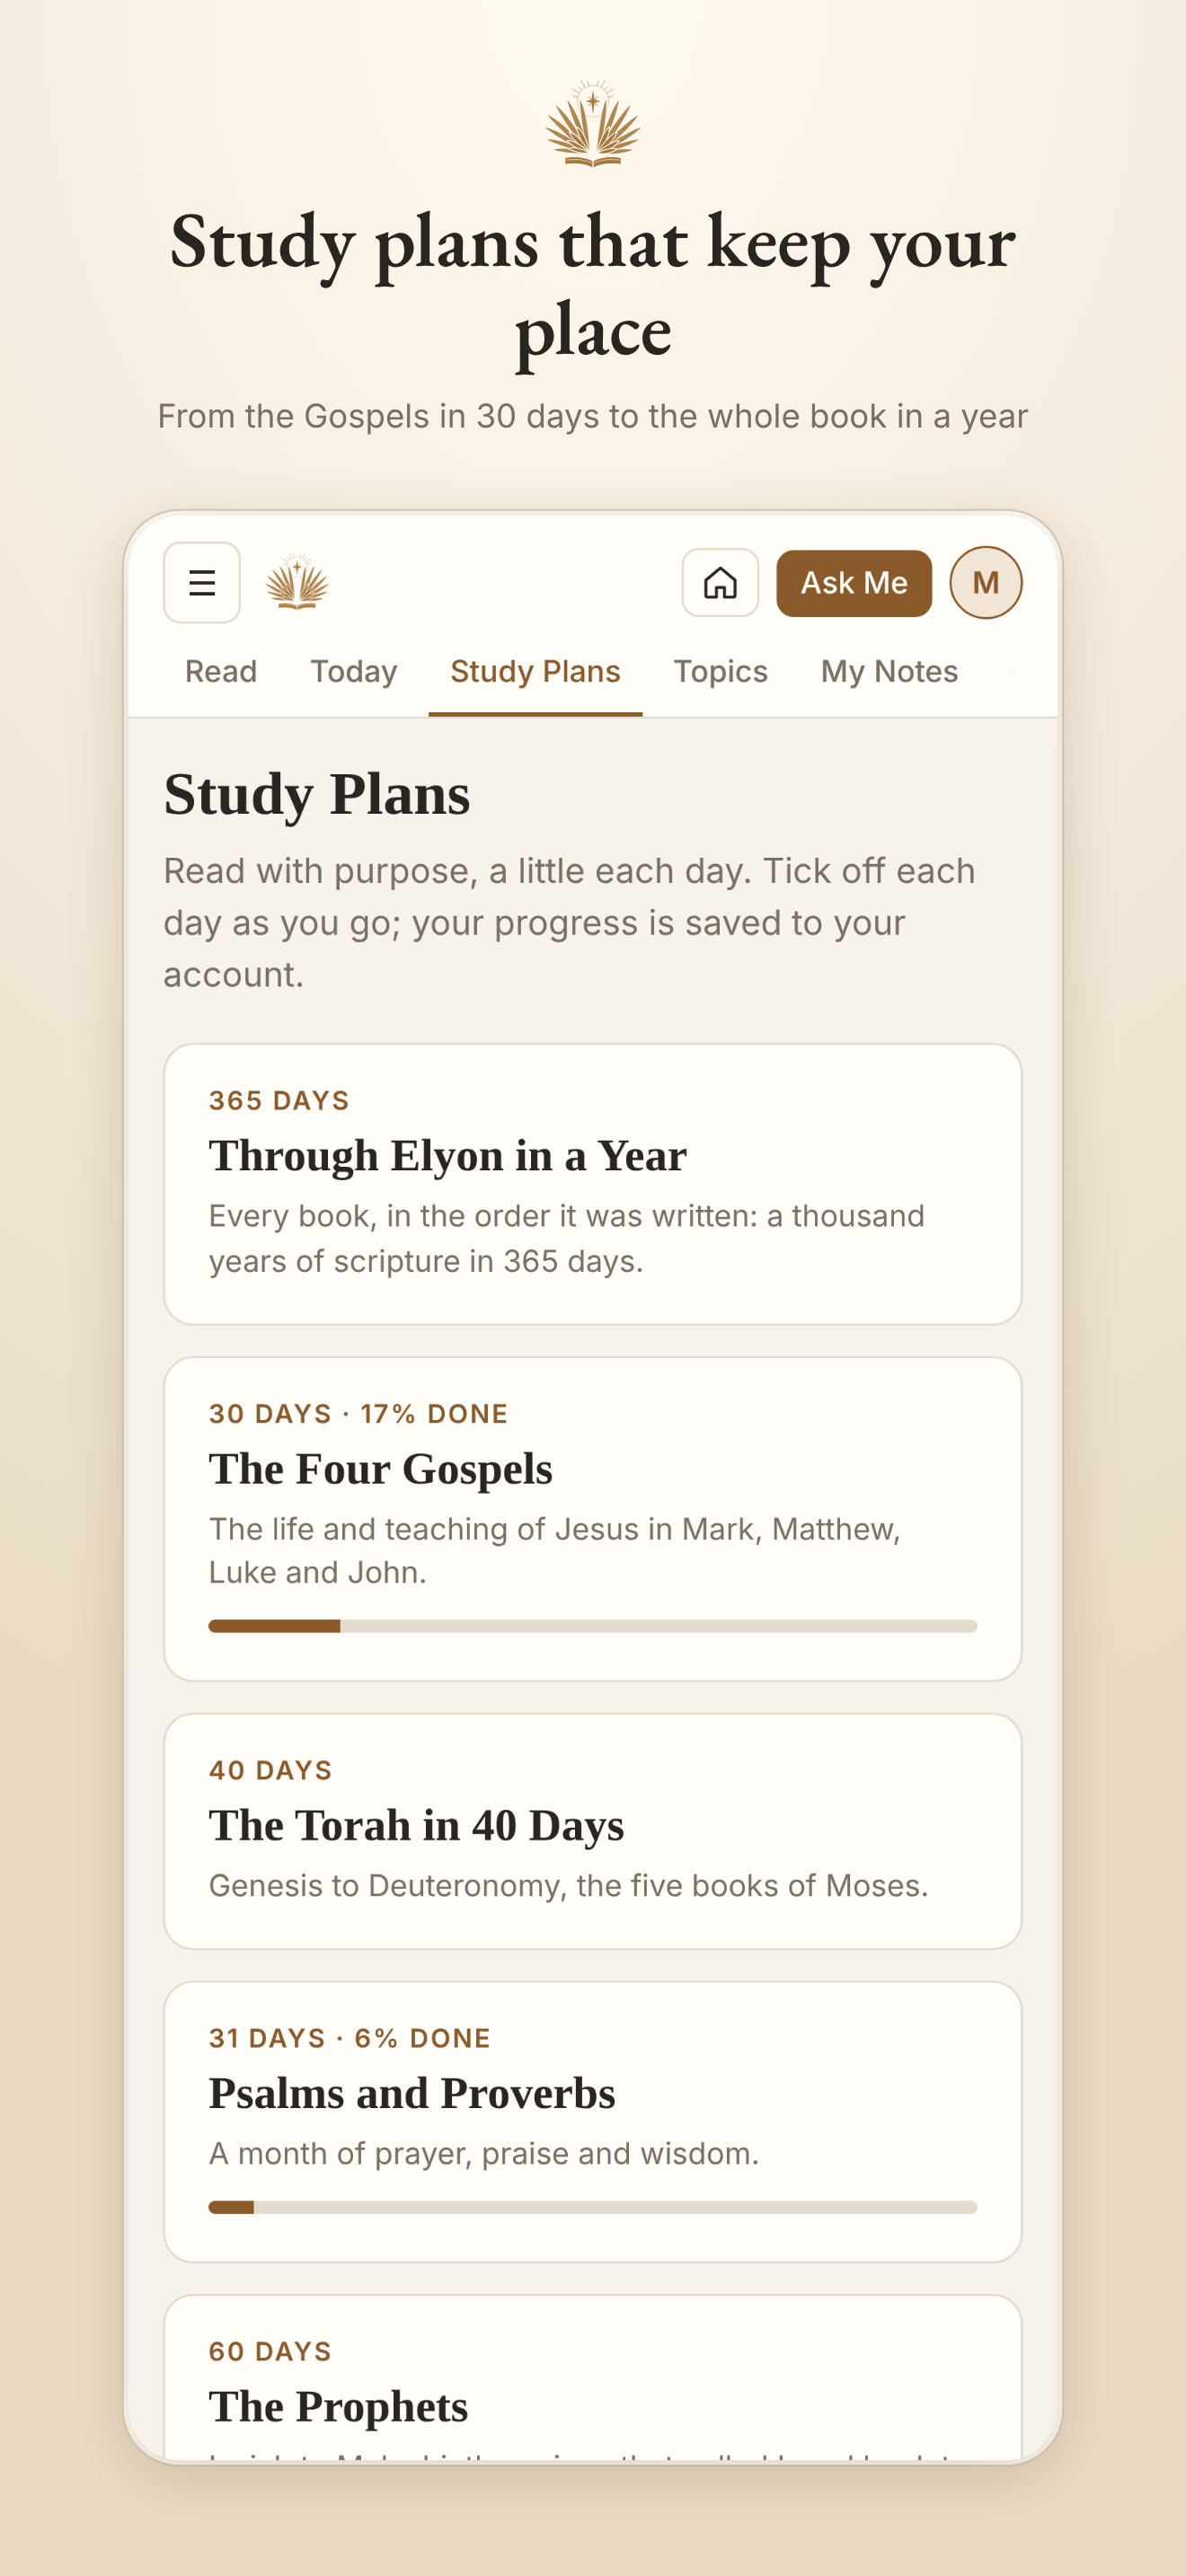 Study plans that keep your
place
From the Gospels in 30 days to the whole book in a year
Ask Me
M
Read Today Study Plans Topics My Notes
Study Plans
Read with purpose, a little each day. Tick off each
day as you go; your progress is saved to your
account.
365 DAYS
Through Elyon in a Year
Every book, in the order it was written: a thousand
years of scripture in 365 days.
30 DAYS · 17% DONE
The Four Gospels
The life and teaching of Jesus in Mark, Matthew,
Luke and John.
40 DAYS
The Torah in 40 Days
Genesis to Deuteronomy, the five books of Moses.
31 DAYS · 6% DONE
Psalms and Proverbs
A month of prayer, praise and wisdom.
60 DAYS
The Prophets